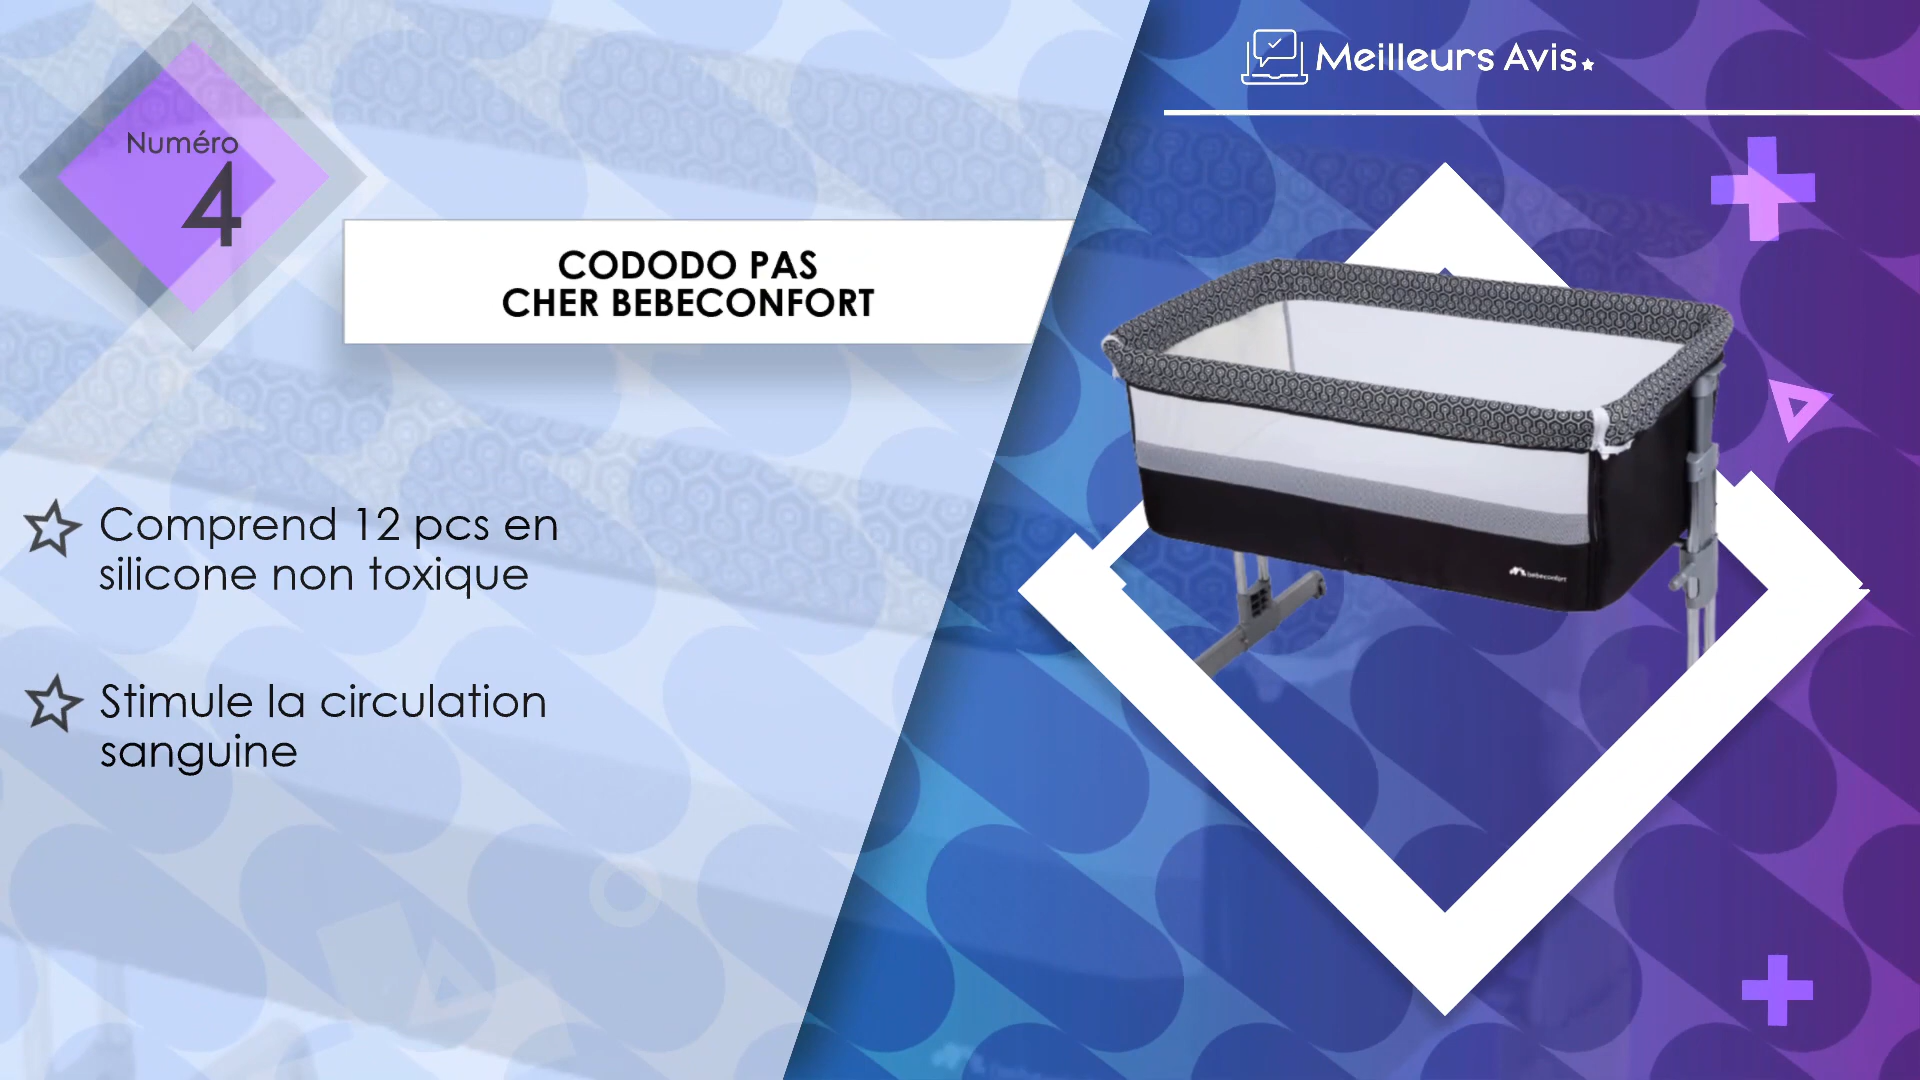 Meilleurs Avis
Numéro
4
CODODO PAS
CHER BEBECONFORT
Comprend 12 pcs en
silicone non toxique
Stimule la circulation
sanguine
bebeconfort